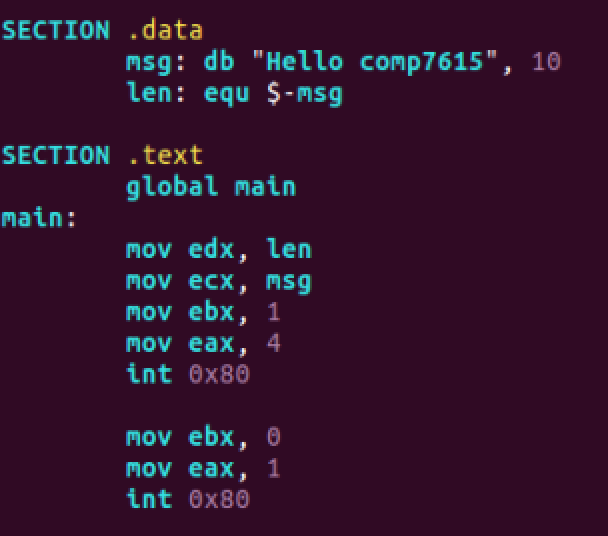 SECTION .data
msg: db "Hello comp7615", 10
len: equ $-msg
SECTION .text
global main
main:
mov edx, len
mov ecx, msg
mov ebx, 1
mov eax, 4
int 0x80
mov ebx, 0
mov eax, 1
int 0x80